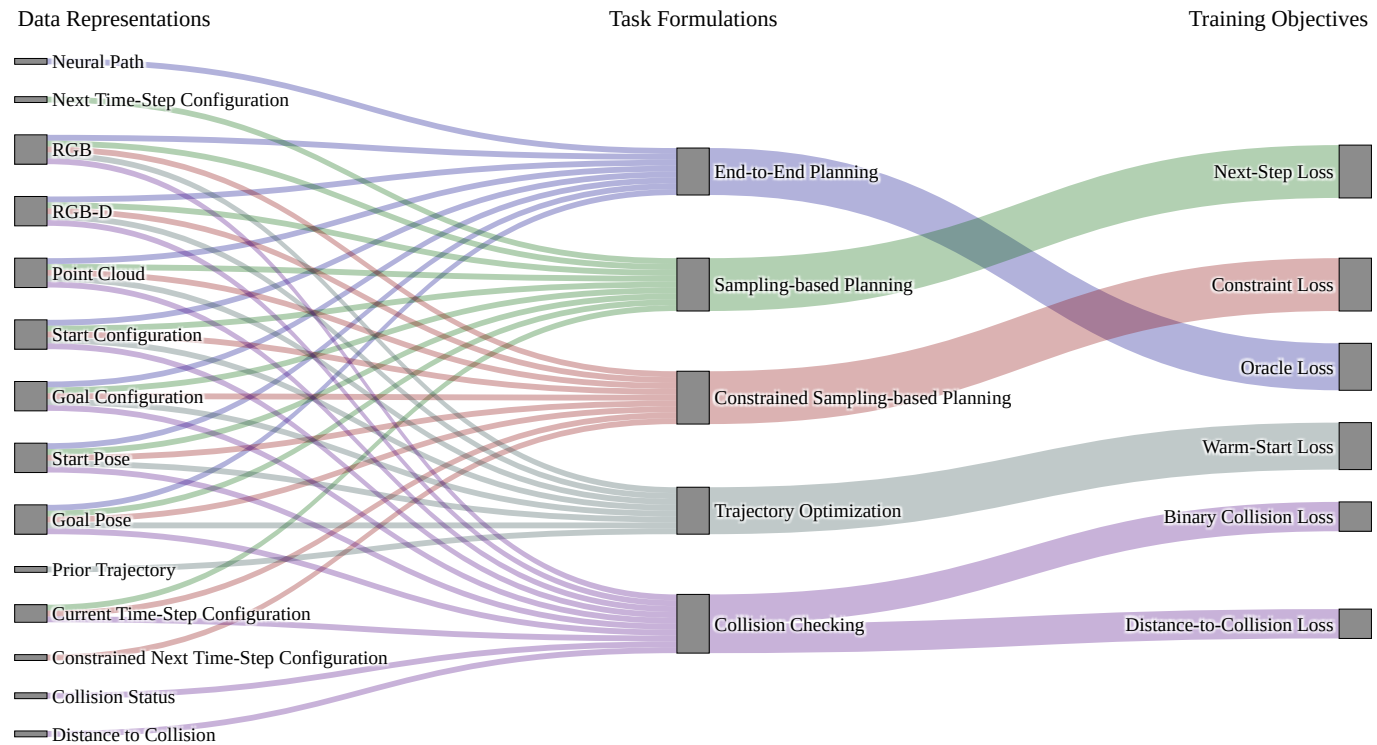 Data Representations
Task Formulations
Training Objectives
Neural Path
Next Time-Step Configuration
RGB
RGB-D
Point Cloud
Start Configuration
Goal Configuration
Start Pose
Goal Pose
Prior Trajectory
Current Time-Step Configuration
Constrained Next Time-Step Configuration
Collision Status
Distance to Collision
End-to-End Planning
Sampling-based Planning
Constrained Sampling-based Planning
Trajectory Optimization
Collision Checking
Next-Step Loss
Constraint Loss
Oracle Loss
Warm-Start Loss
Binary Collision Loss
Distance-to-Collision Loss